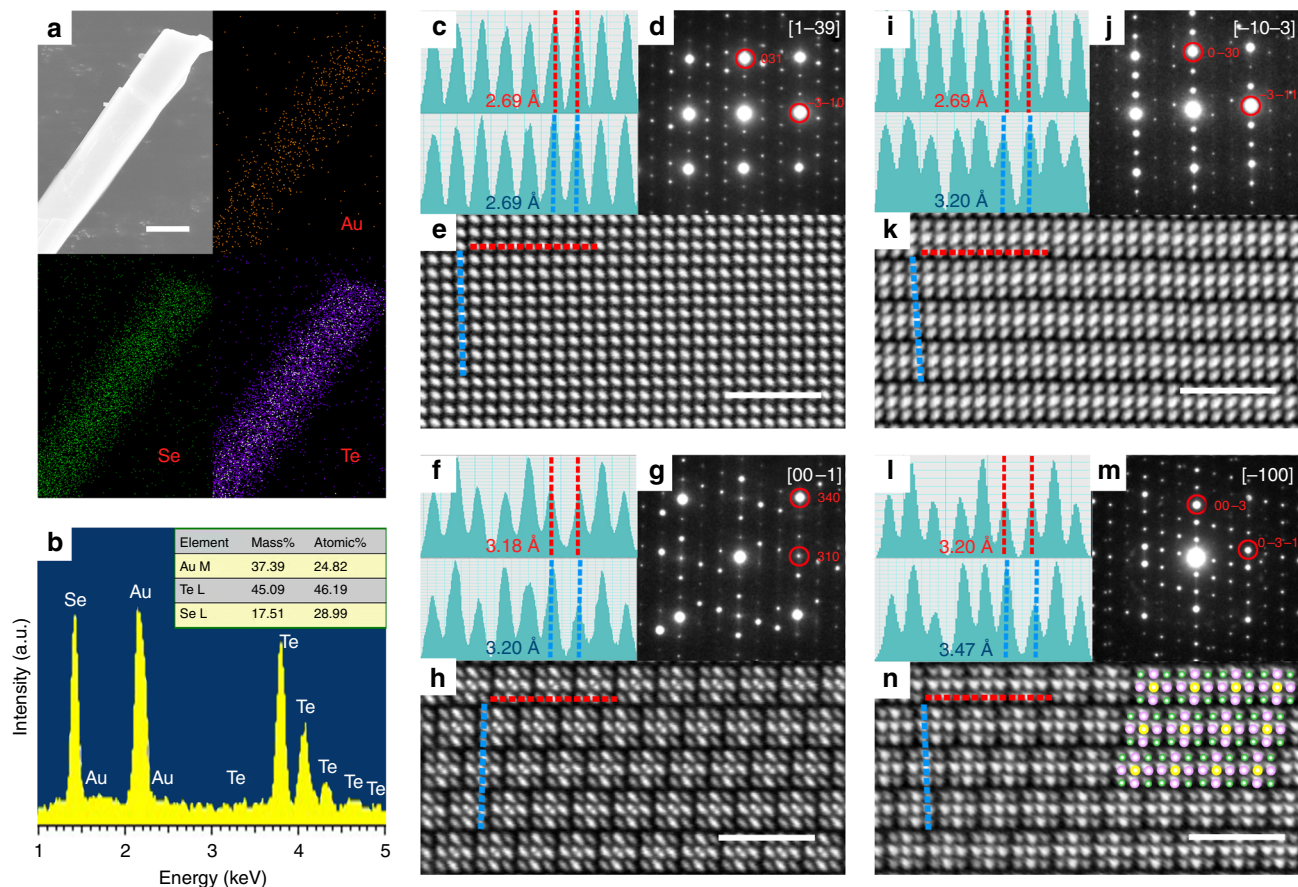 a
Au
Se
Te
b
Element Mass% Atomic%
Au M 37.39 24.82
Te L 45.09 46.19
Se L 17.51 28.99
Se
Au
Te
Te
Te
Te
Te
Au
Au
Te
Intensity (a.u.)
1 2 3 4 5
Energy (keV)
c
2.69 Å
2.69 Å
d
[1–39]
031
3–10
e
f
3.18 Å
3.20 Å
g
[00–1]
340
310
h
i
2.69 Å
3.20 Å
j
[–10–3]
0–30
3–11
k
l
3.20 Å
3.47 Å
m
[–100]
00–3
0–3–1
n